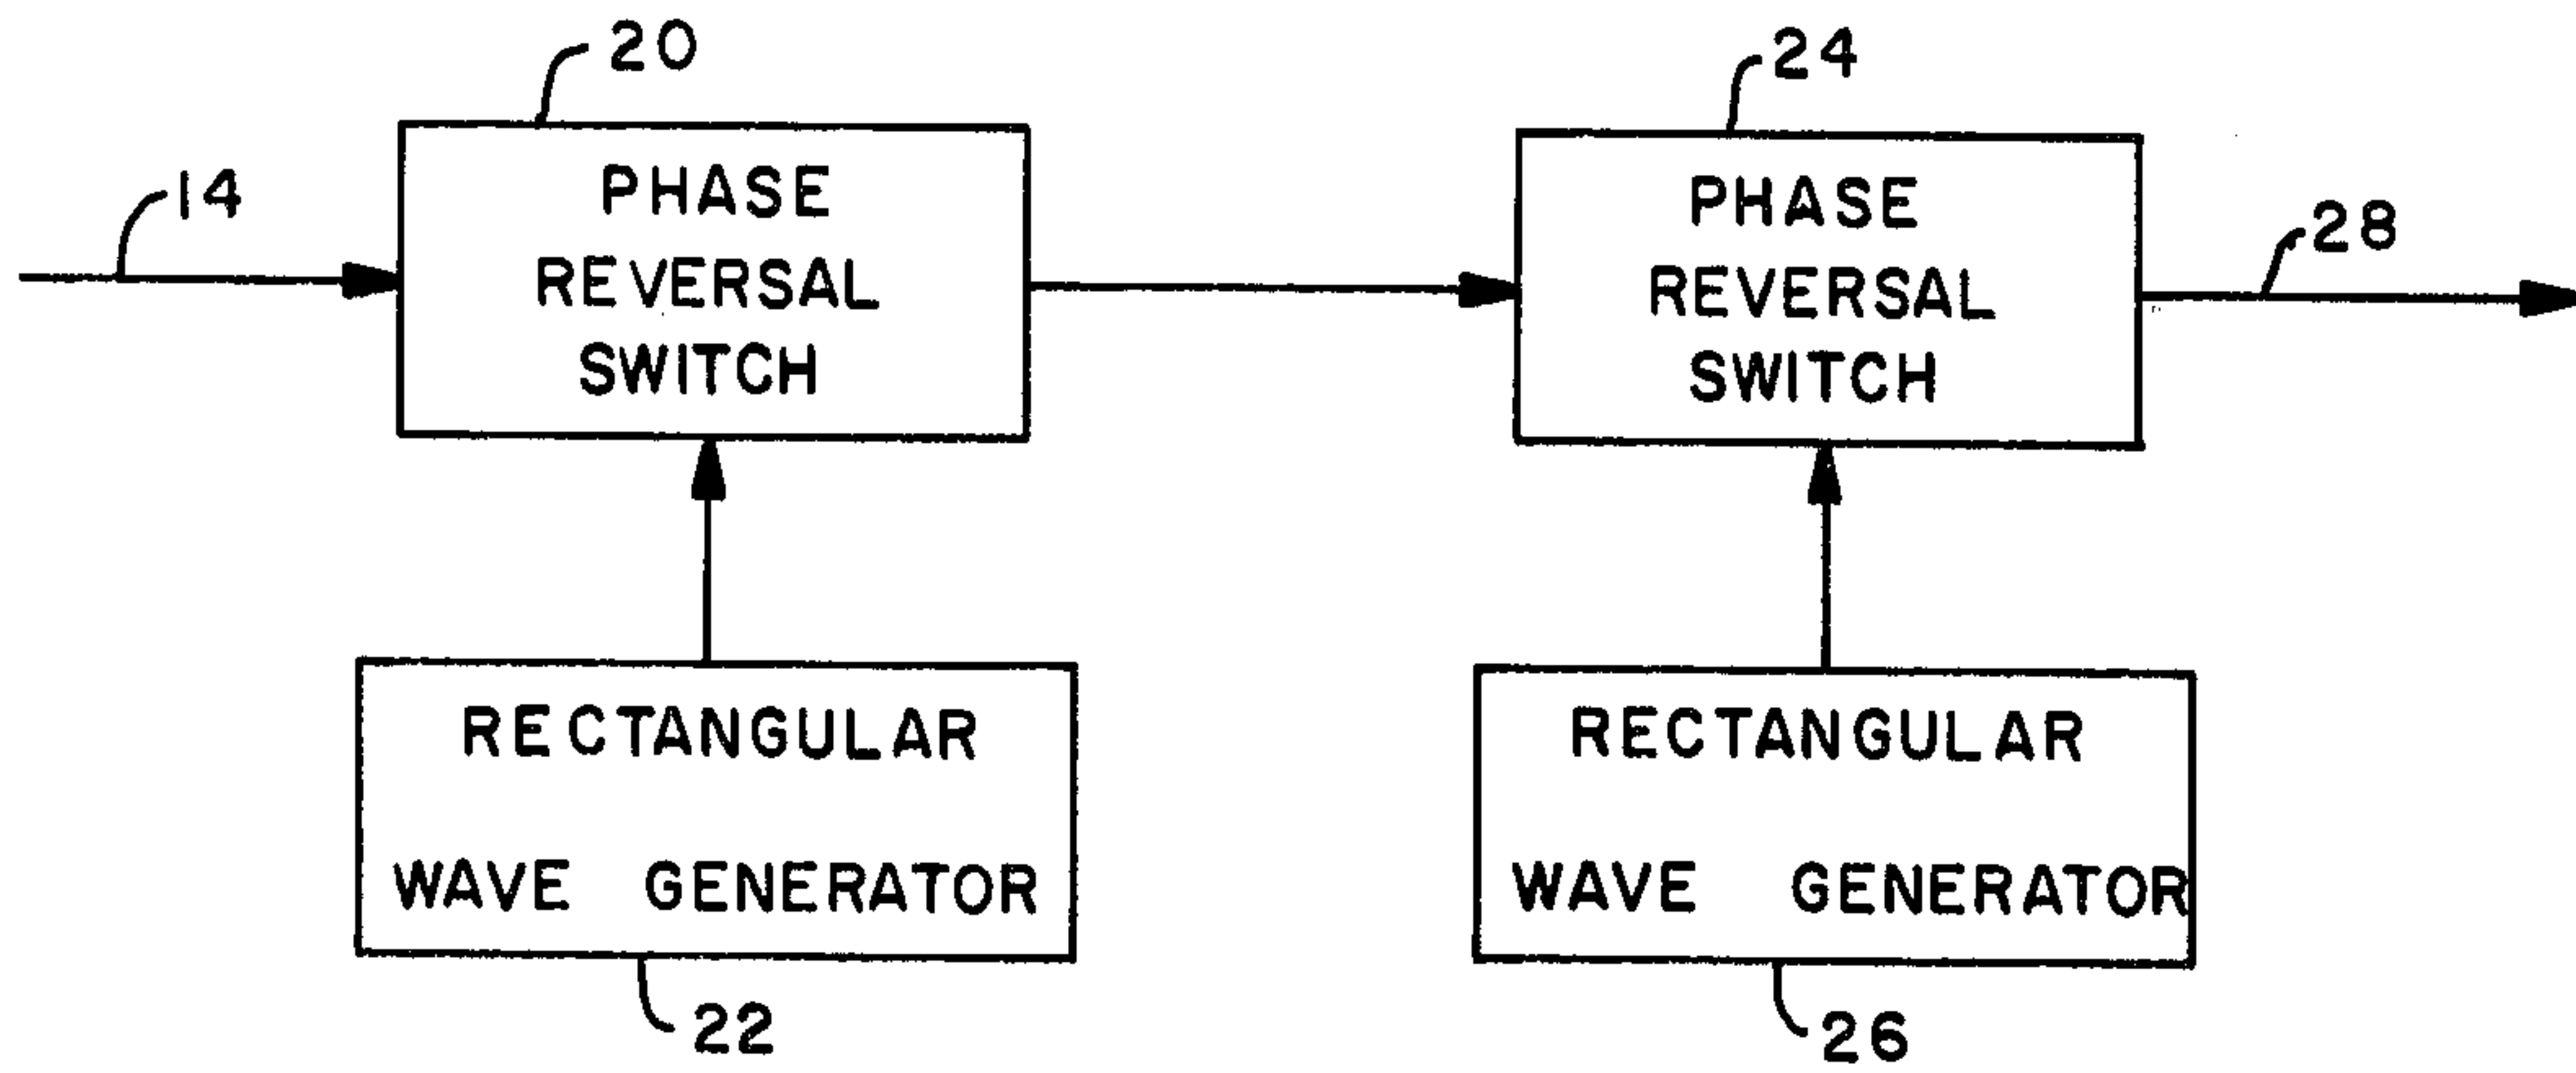 20
24
14
28
PHASE
REVERSAL
SWITCH
PHASE
REVERSAL
SWITCH
RECTANGULAR
WAVE GENERATOR
RECTANGULAR
WAVE GENERATOR
22
26